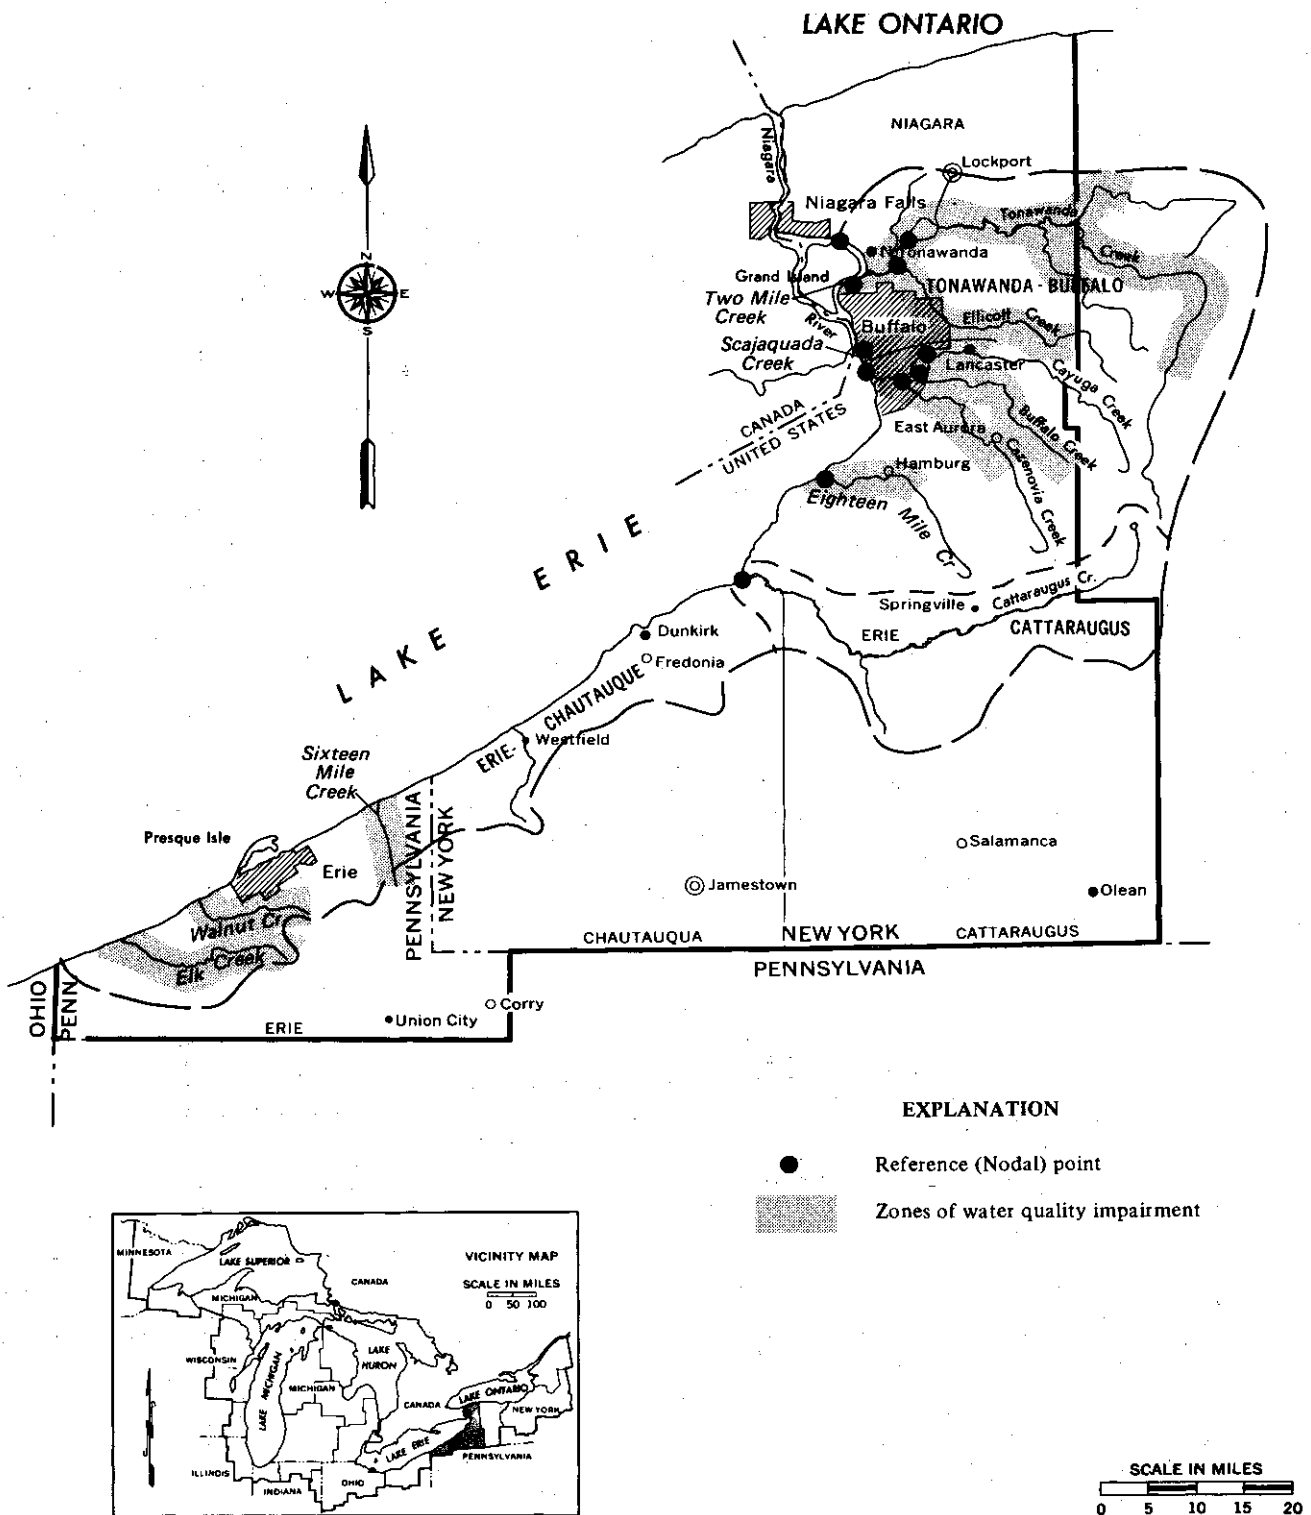 LAKE ONTARIO
NIAGARA
Niagara
Lockport
Niagara Falls
Tonawanda
N. Tonawanda
Creek
Grand Island
TONAWANDA - BUFFALO
Two Mile
Creek
River
Buffalo
Ellicott Creek
Scajaquada
Creek
Lancaster
Cayuga Creek
CANADA
UNITED STATES
East Aurora
Buffalo Creek
Cazenovia Creek
Hamburg
Eighteen Mile Cr
N
W E
S
LAKE ERIE
Springville
Cattaraugus Cr.
ERIE
CATTARAUGUS
Dunkirk
Fredonia
ERIE-CHAUTAUQUE
Westfield
Sixteen
Mile
Creek
PENNSYLVANIA
NEW YORK
Presque Isle
Erie
Salamanca
Jamestown
Olean
Walnut Cr.
Elk Creek
CHAUTAUQUA
NEW YORK
CATTARAUGUS
PENNSYLVANIA
OHIO
PENN.
Corry
Union City
ERIE
EXPLANATION
Reference (Nodal) point
Zones of water quality impairment
VICINITY MAP
SCALE IN MILES
0 50 100
MINNESOTA
LAKE SUPERIOR
CANADA
MICHIGAN
WISCONSIN
LAKE MICHIGAN
LAKE
HURON
MICHIGAN
CANADA
LAKE ONTARIO
NEW YORK
LAKE ERIE
PENNSYLVANIA
ILLINOIS
INDIANA
OHIO
SCALE IN MILES
0 5 10 15 20